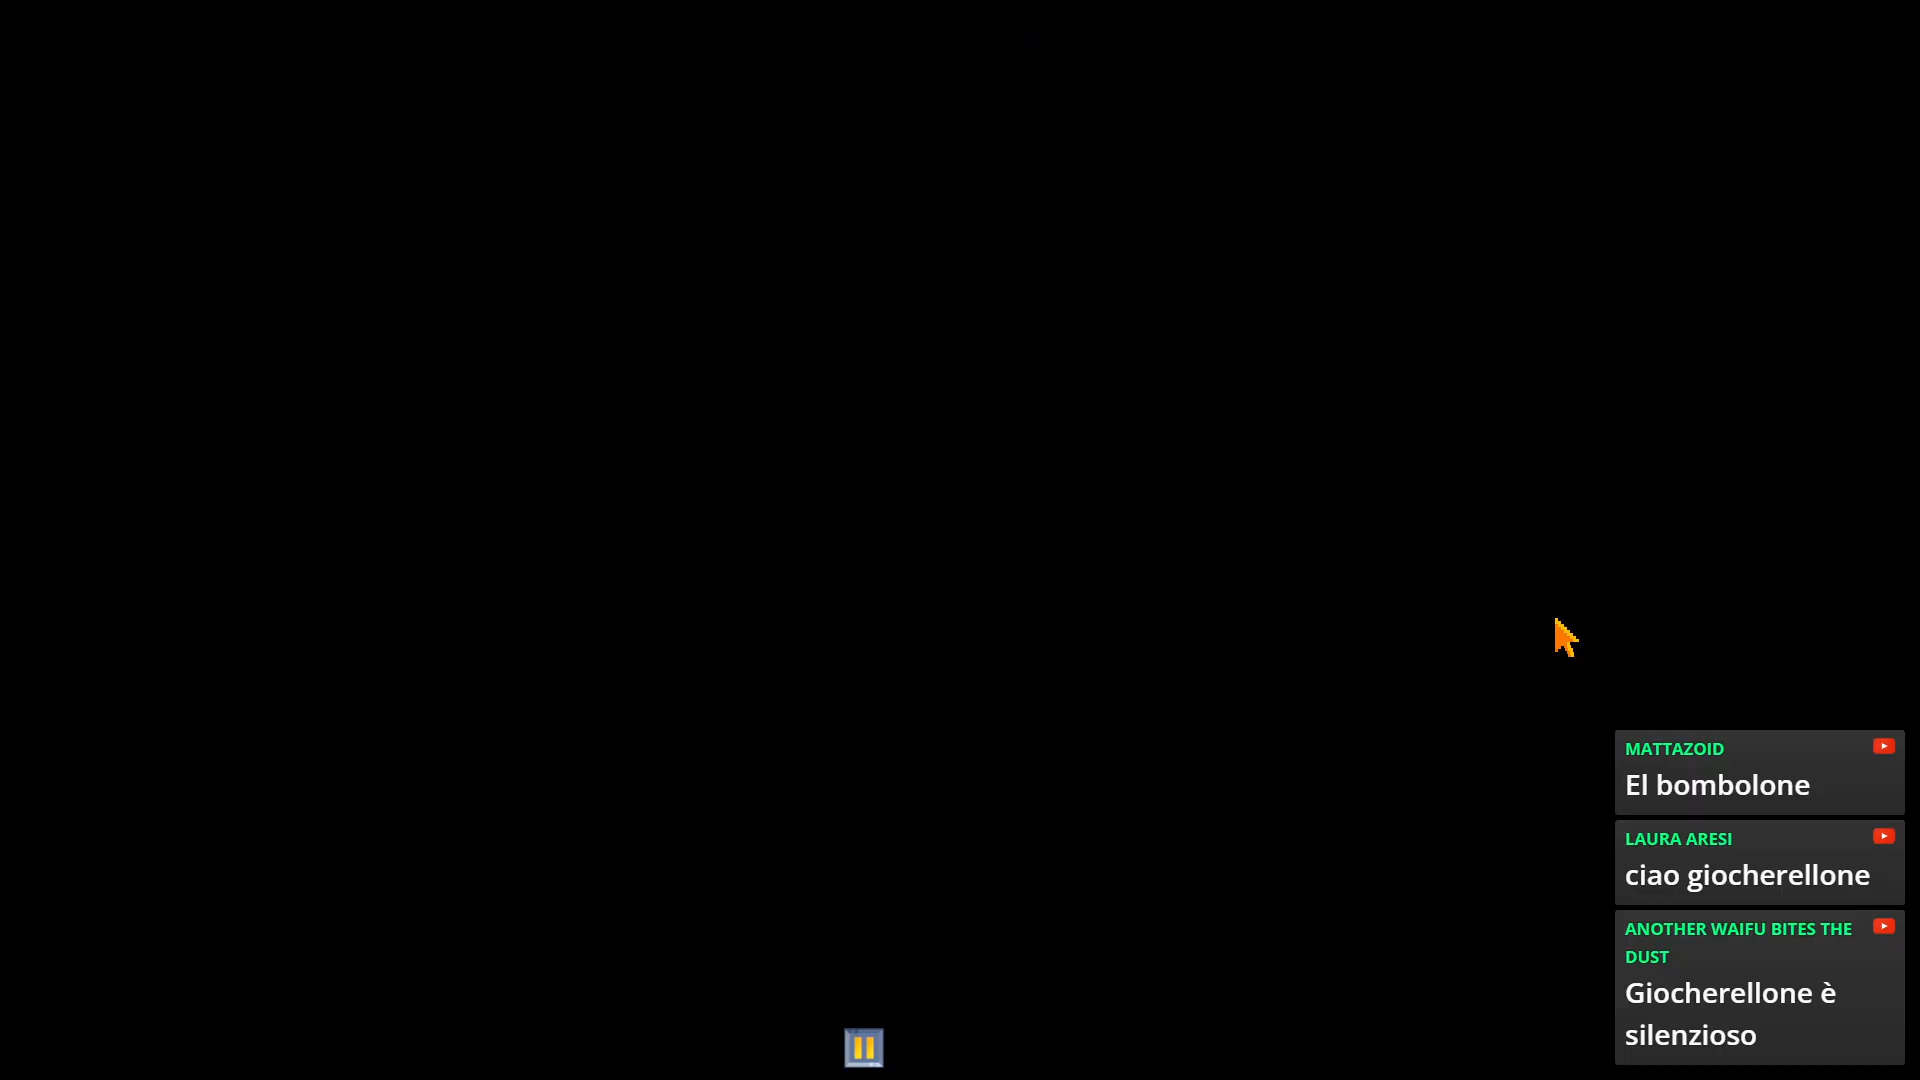 MATTAZOID
El bombolone
LAURA ARESI
ciao giocherellone
ANOTHER WAIFU BITES THE
DUST
Giocherellone è
silenzioso